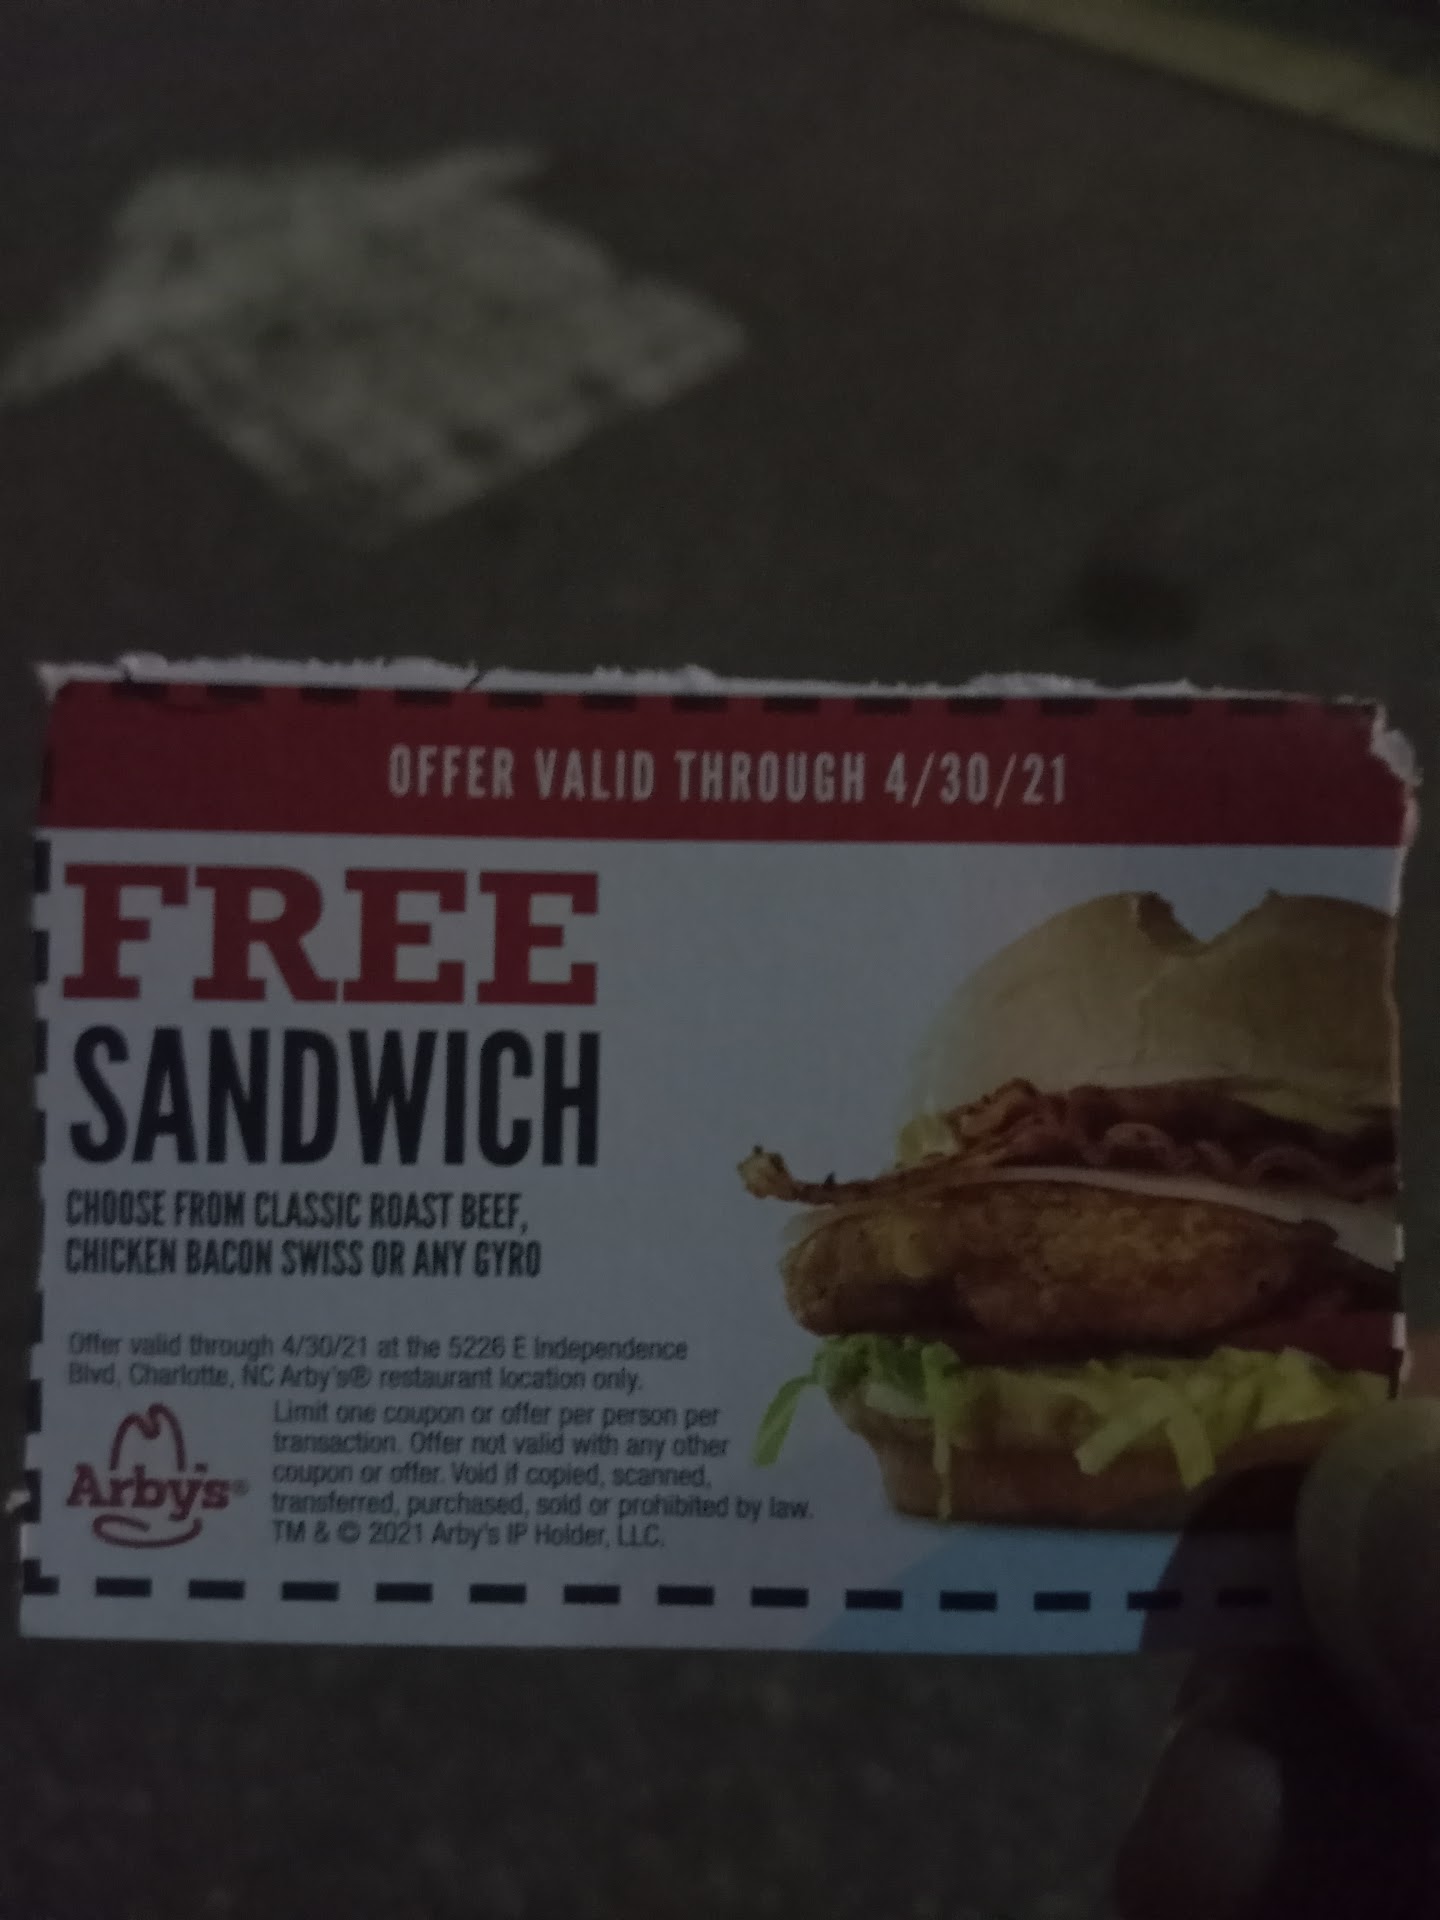 OFFER VALID THROUGH 4/30/21
FREE
SANDWICH
CHOOSE FROM CLASSIC ROAST BEEF,
CHICKEN BACON SWISS OR ANY GYRO
Offer valid through 4/30/21 at the 5226 E Independence
Blvd, Charlotte, NC Arby's® restaurant location only.
Limit one coupon or offer per person per
transaction. Offer not valid with any other
coupon or offer. Void if copied, scanned,
transferred, purchased, sold or prohibited by law.
TM & © 2021 Arby's IP Holder, LLC.
Arby's®